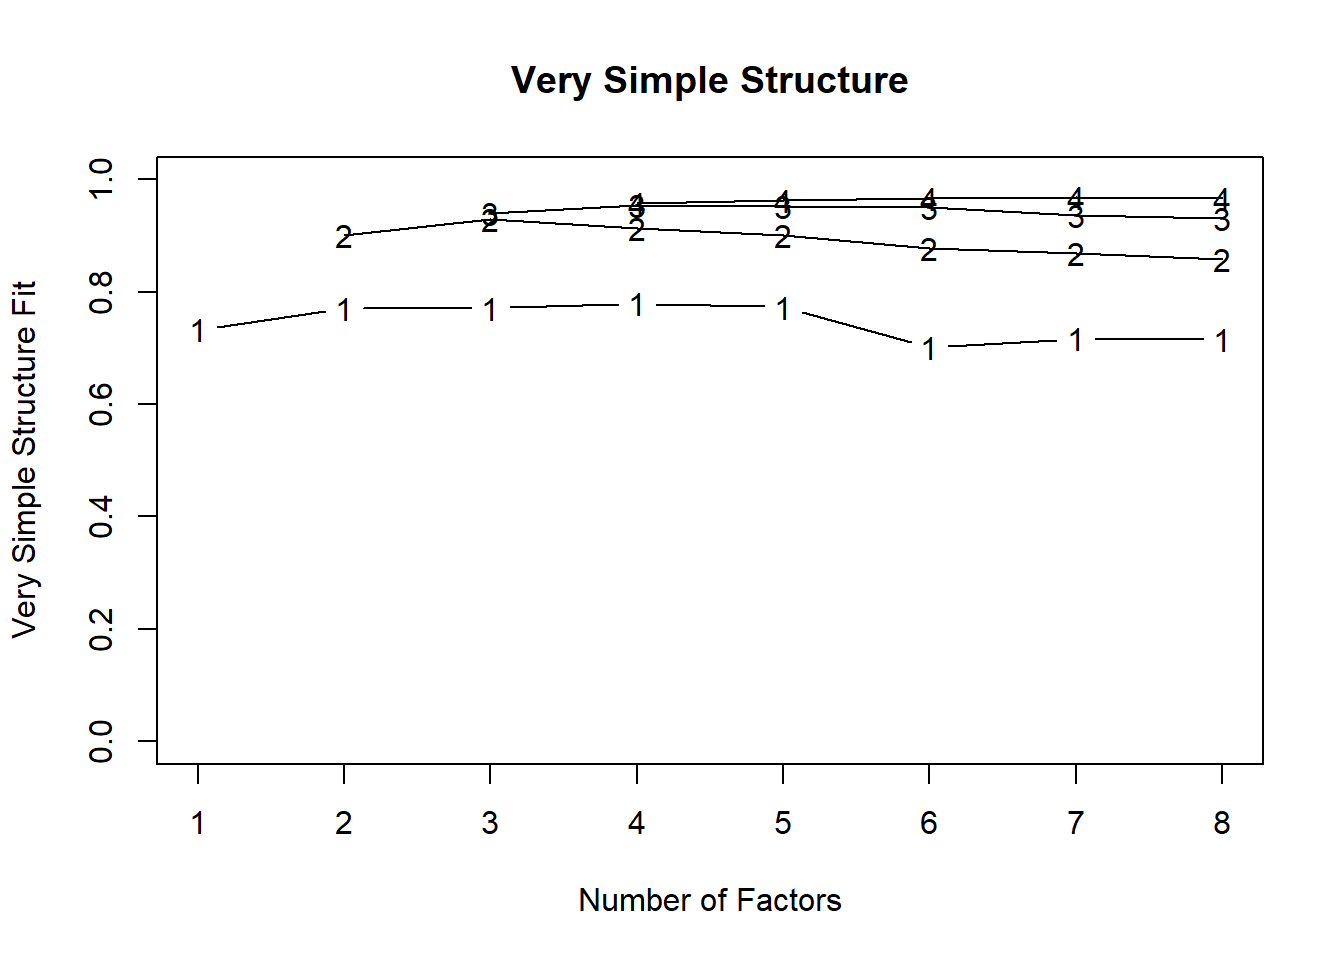 Very Simple Structure
Very Simple Structure Fit
1.0
0.8
0.6
0.4
0.2
0.0
4 4 4 4 4
3 3 3 3 3 3
2 2 2 2 2 2 2
1 1 1 1 1 1 1 1
1 2 3 4 5 6 7 8
Number of Factors